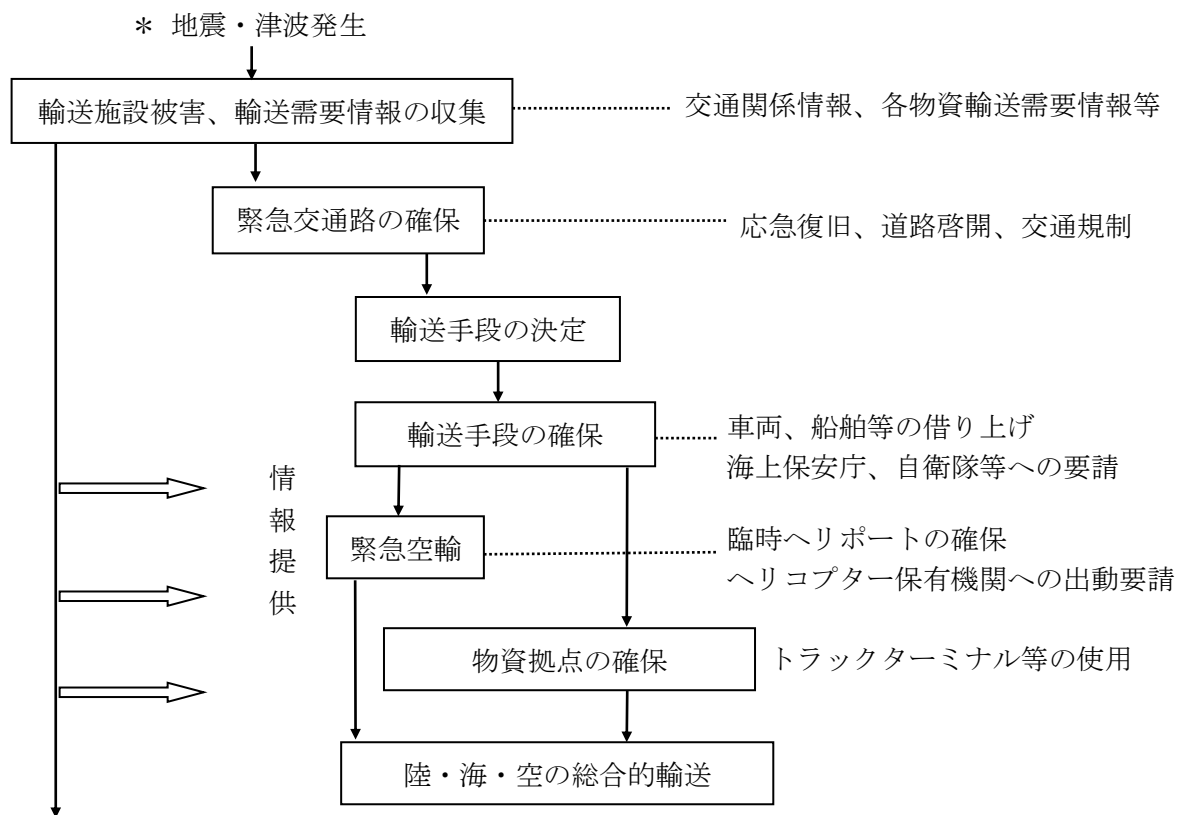 ＊ 地震・津波発生
輸送施設被害、輸送需要情報の収集
交通関係情報、各物資輸送需要情報等
緊急交通路の確保
応急復旧、道路啓開、交通規制
輸送手段の決定
輸送手段の確保
車両、船舶等の借り上げ
海上保安庁、自衛隊等への要請
情報提供
緊急空輸
臨時ヘリポートの確保
ヘリコプター保有機関への出動要請
物資拠点の確保
トラックターミナル等の使用
陸・海・空の総合的輸送